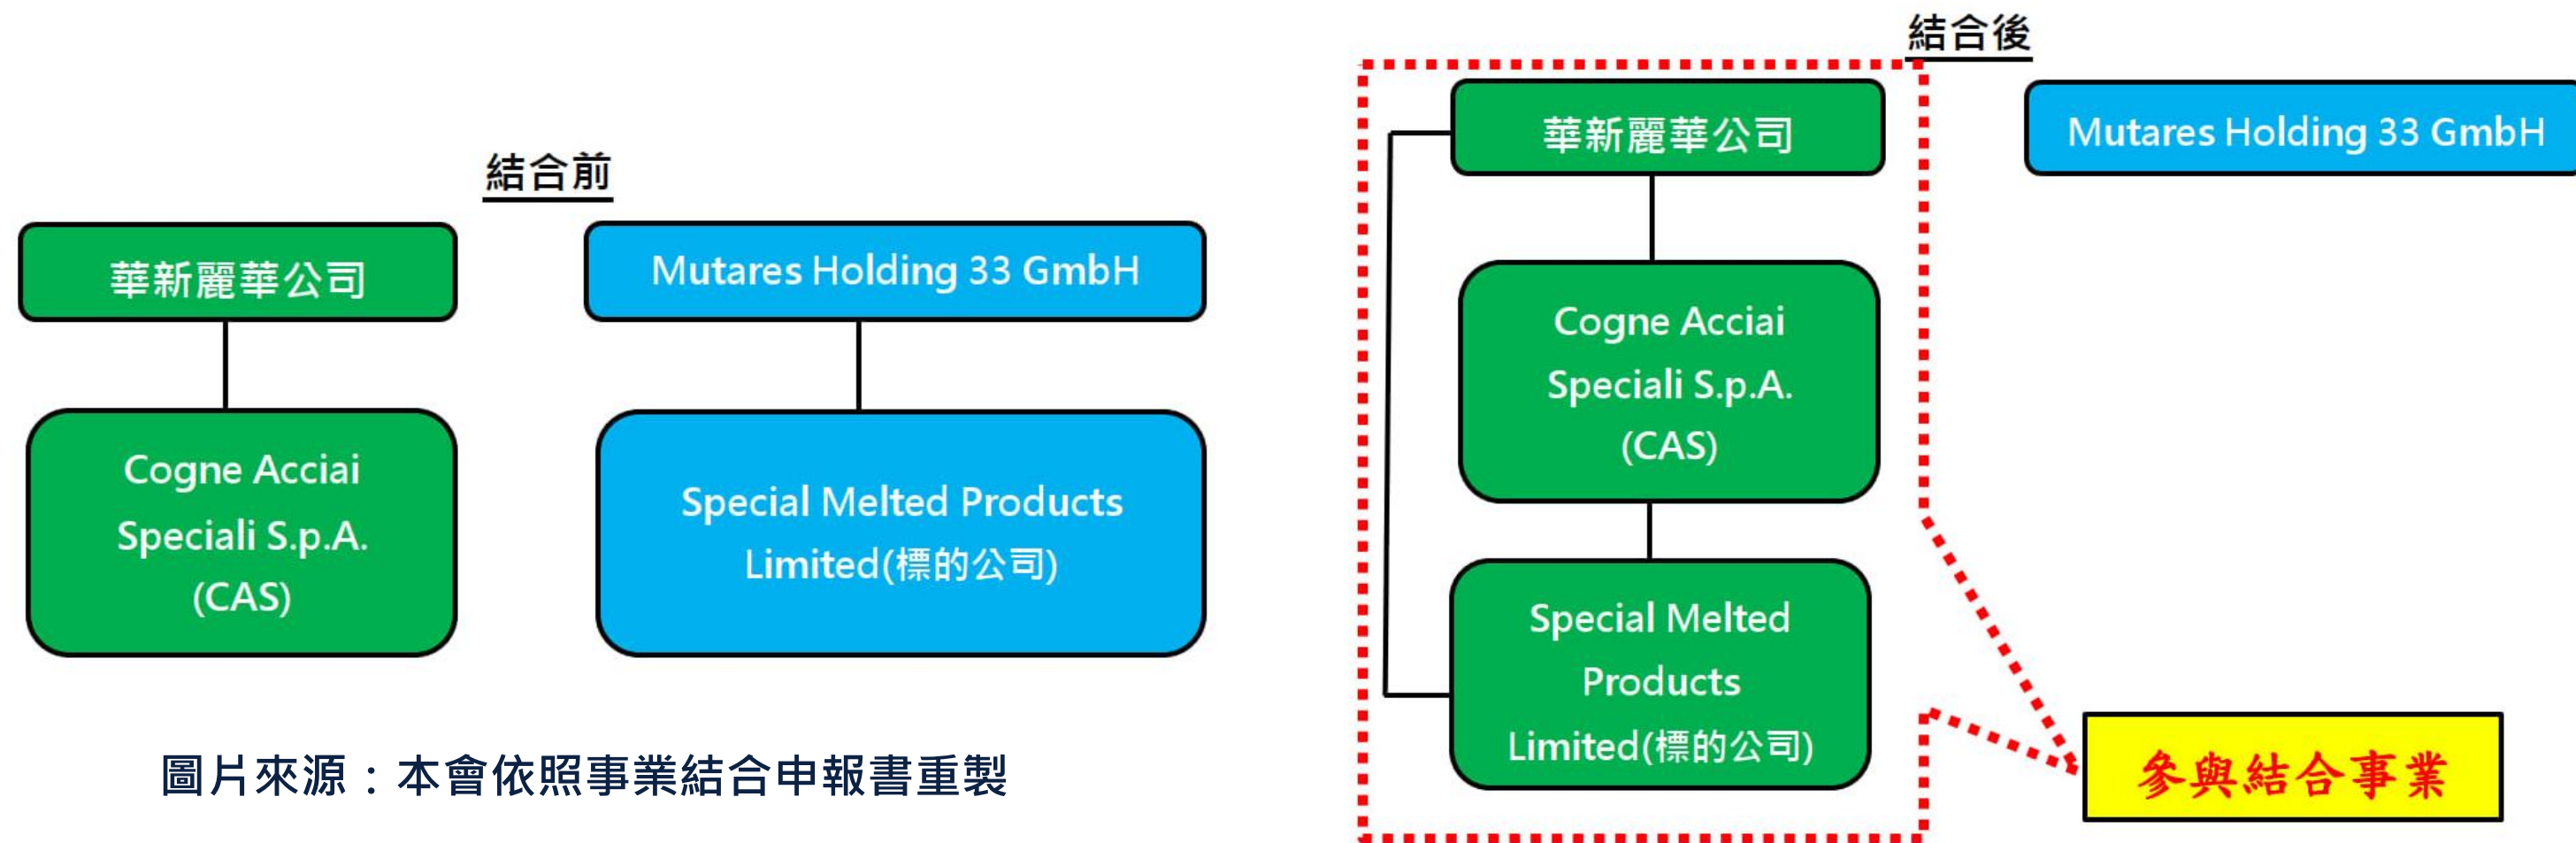 結合前
華新麗華公司
Cogne Acciai
Speciali S.p.A.
(CAS)
Mutares Holding 33 GmbH
Special Melted Products
Limited(標的公司)
圖片來源：本會依照事業結合申報書重製
結合後
華新麗華公司
Cogne Acciai
Speciali S.p.A.
(CAS)
Special Melted
Products
Limited(標的公司)
Mutares Holding 33 GmbH
參與結合事業